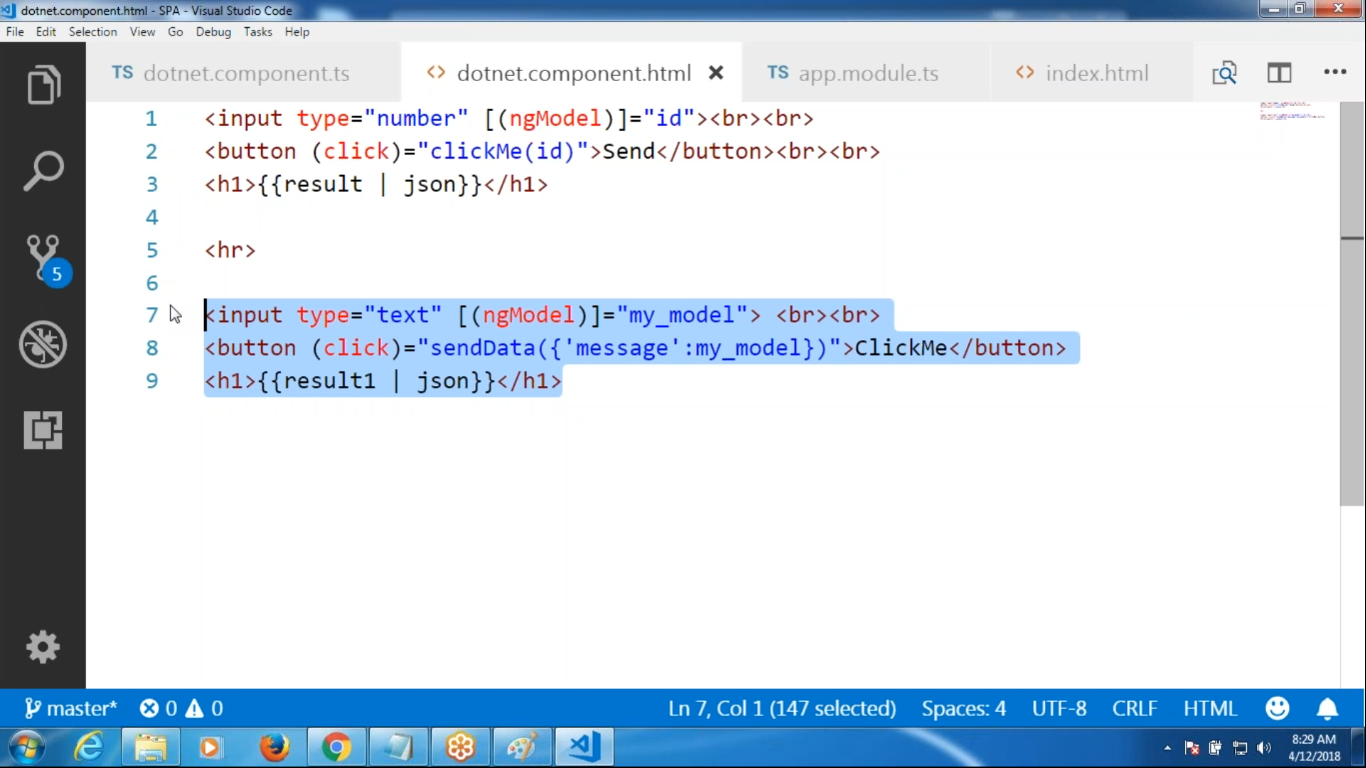 dotnet.component.html - SPA - Visual Studio Code
File Edit Selection View Go Debug Tasks Help
TS dotnet.component.ts <> dotnet.component.html × TS app.module.ts <> index.html •••
1 <input type="number" [(ngModel)]="id"><br><br>
2 <button (click)="clickMe(id)">Send</button><br><br>
3 <h1>{{result | json}}</h1>
4
5 <hr>
6
7 <input type="text" [(ngModel)]="my_model"> <br><br>
8 <button (click)="sendData({'message':my_model})">ClickMe</button>
9 <h1>{{result1 | json}}</h1>
5
master* 0 0 Ln 7, Col 1 (147 selected) Spaces: 4 UTF-8 CRLF HTML
8:29 AM
4/12/2018